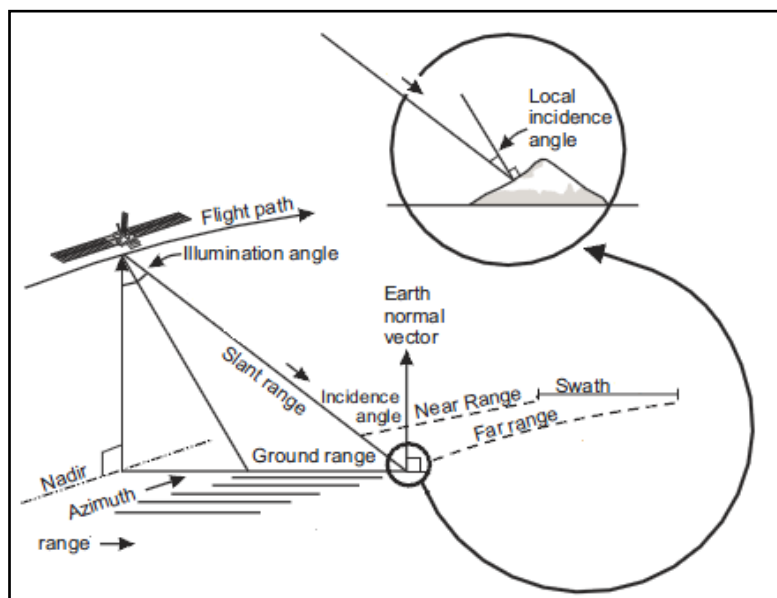 Local
incidence
angle
Flight path
Illumination angle
Earth
normal
vector
Slant range
Incidence
angle
Near Range
Swath
Far range
Ground range
Nadir
Azimuth
range